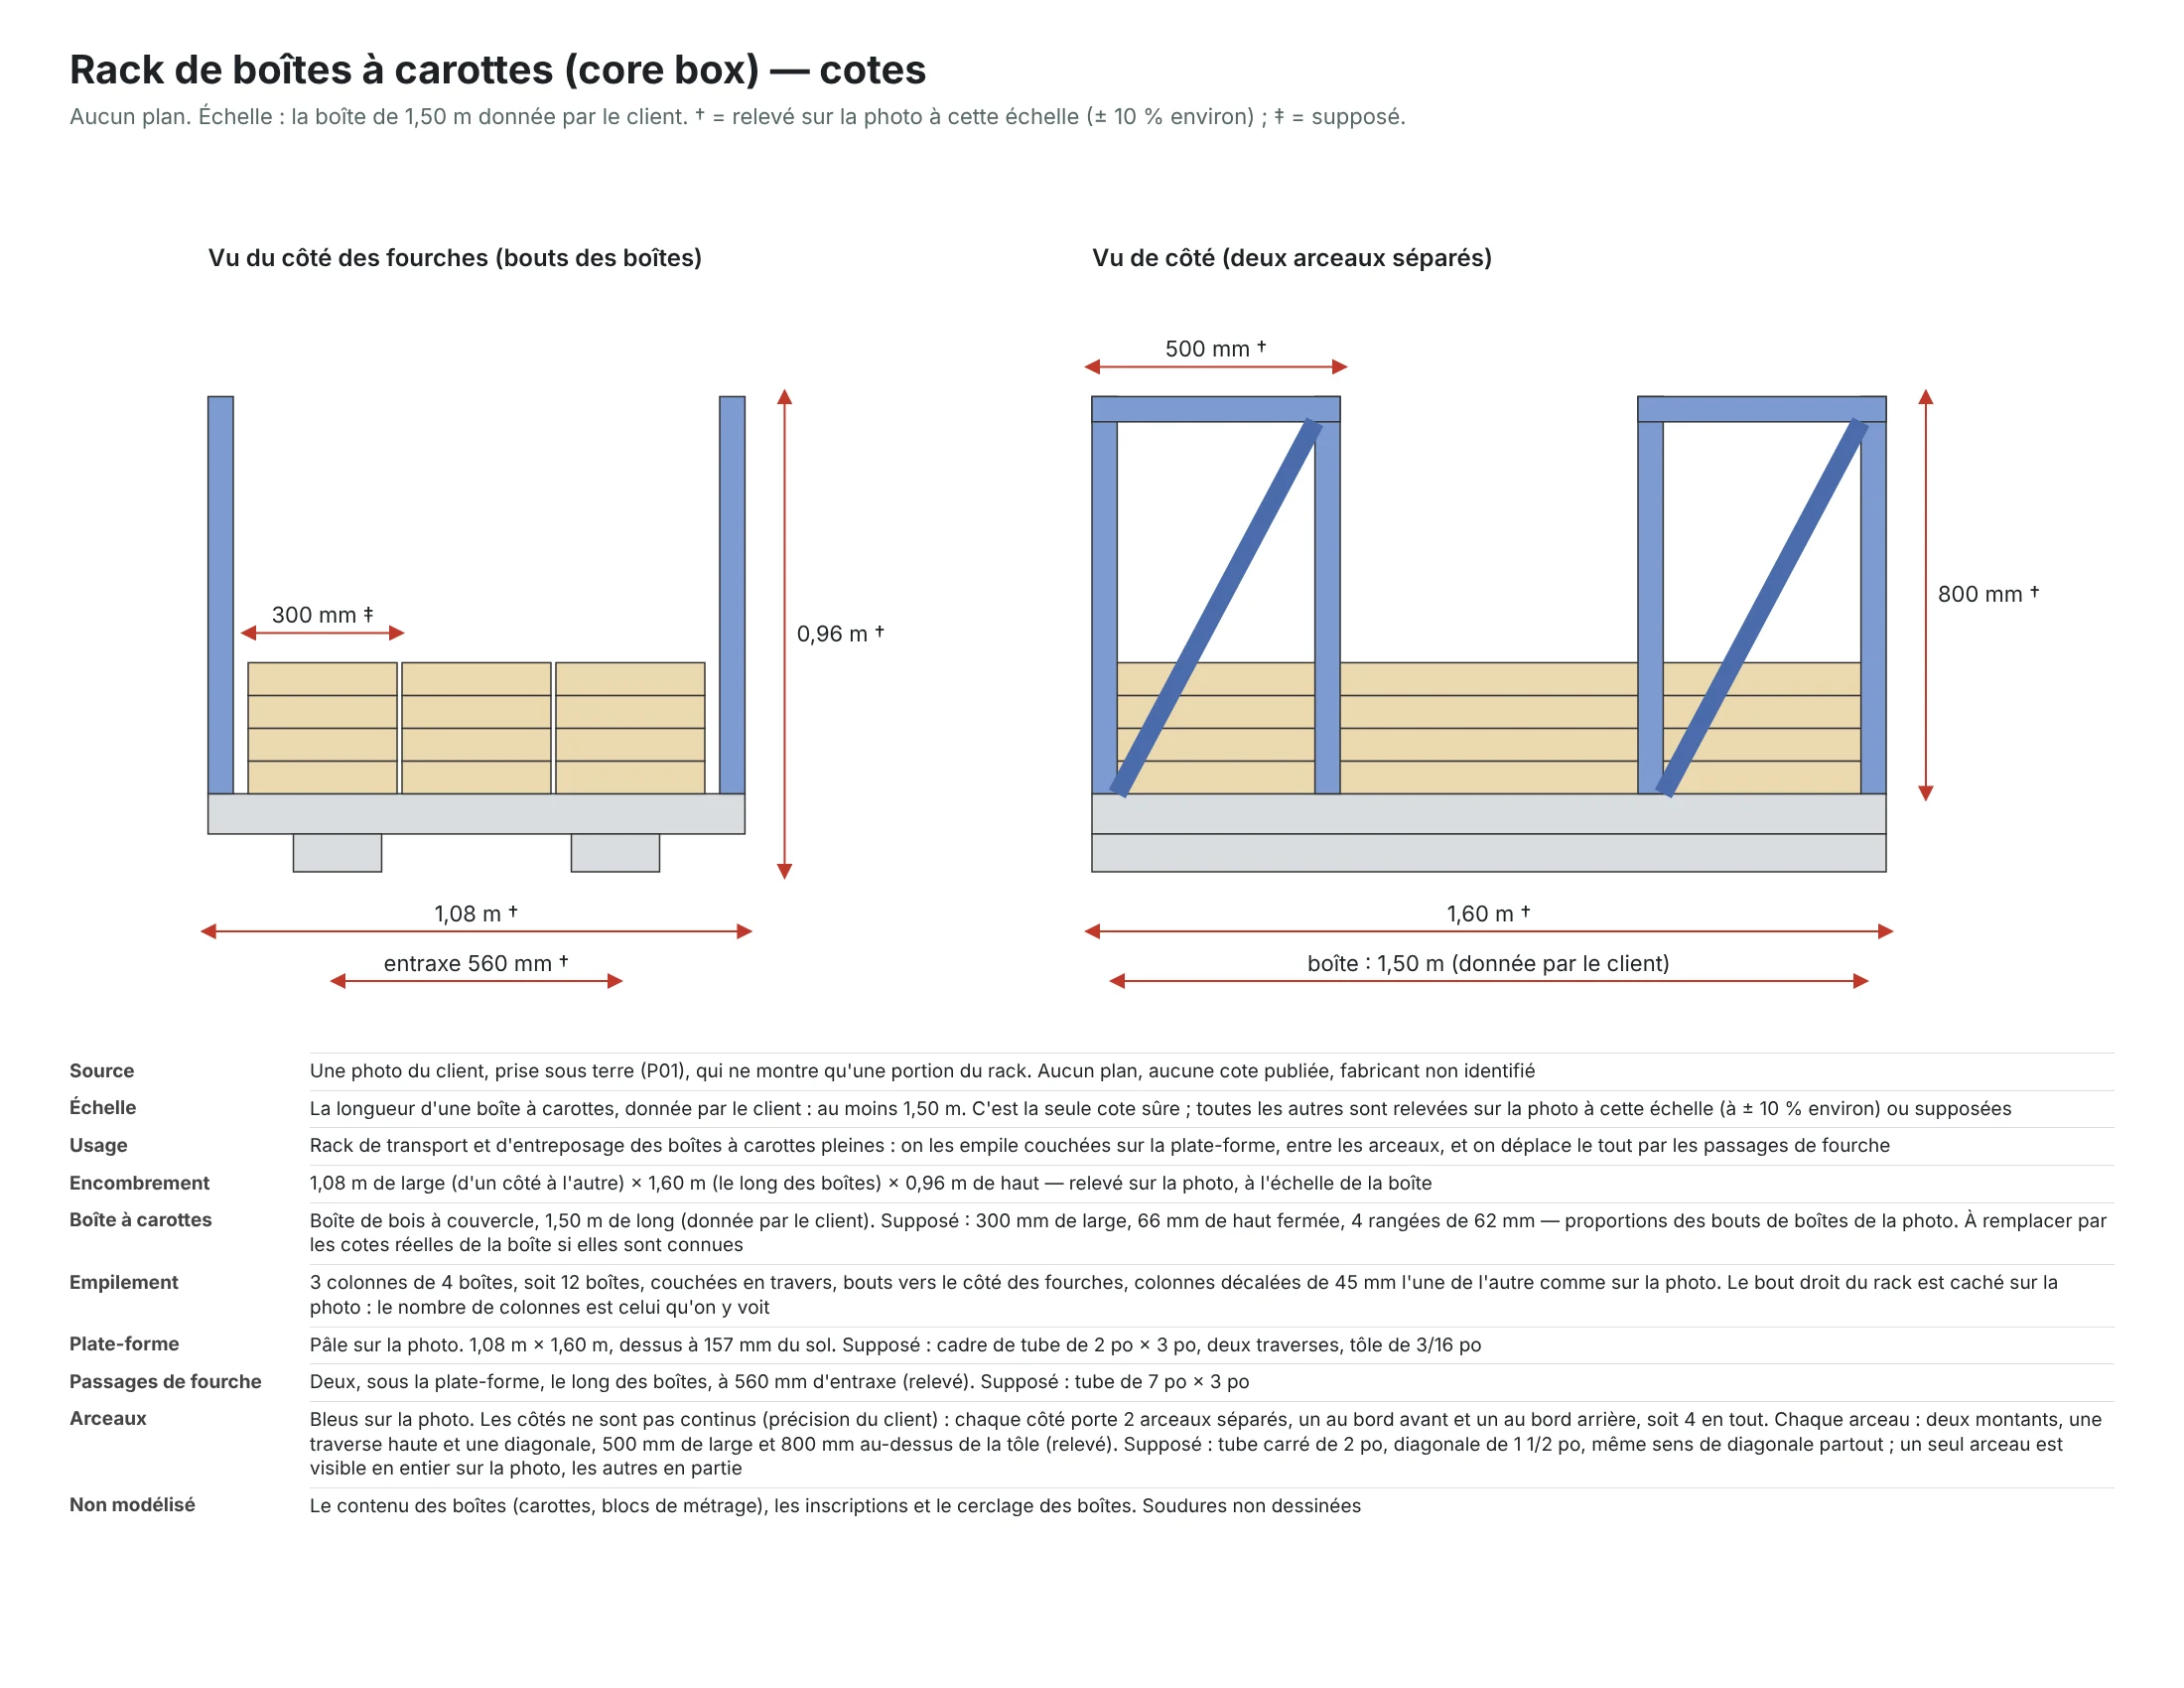 Rack de boîtes à carottes (core box) — cotes
Aucun plan. Échelle : la boîte de 1,50 m donnée par le client. † = relevé sur la photo à cette échelle (± 10 % environ) ; ‡ = supposé.
Vu du côté des fourches (bouts des boîtes)
300 mm ‡
0,96 m †
1,08 m †
entraxe 560 mm †
Vu de côté (deux arceaux séparés)
500 mm †
800 mm †
1,60 m †
boîte : 1,50 m (donnée par le client)
Source
Une photo du client, prise sous terre (P01), qui ne montre qu'une portion du rack. Aucun plan, aucune cote publiée, fabricant non identifié
Échelle
La longueur d'une boîte à carottes, donnée par le client : au moins 1,50 m. C'est la seule cote sûre ; toutes les autres sont relevées sur la photo à cette échelle (à ± 10 % environ) ou supposées
Usage
Rack de transport et d'entreposage des boîtes à carottes pleines : on les empile couchées sur la plate-forme, entre les arceaux, et on déplace le tout par les passages de fourche
Encombrement
1,08 m de large (d'un côté à l'autre) × 1,60 m (le long des boîtes) × 0,96 m de haut — relevé sur la photo, à l'échelle de la boîte
Boîte à carottes
Boîte de bois à couvercle, 1,50 m de long (donnée par le client). Supposé : 300 mm de large, 66 mm de haut fermée, 4 rangées de 62 mm — proportions des bouts de boîtes de la photo. À remplacer par
les cotes réelles de la boîte si elles sont connues
Empilement
3 colonnes de 4 boîtes, soit 12 boîtes, couchées en travers, bouts vers le côté des fourches, colonnes décalées de 45 mm l'une de l'autre comme sur la photo. Le bout droit du rack est caché sur la
photo : le nombre de colonnes est celui qu'on y voit
Plate-forme
Pâle sur la photo. 1,08 m × 1,60 m, dessus à 157 mm du sol. Supposé : cadre de tube de 2 po × 3 po, deux traverses, tôle de 3/16 po
Passages de fourche
Deux, sous la plate-forme, le long des boîtes, à 560 mm d'entraxe (relevé). Supposé : tube de 7 po × 3 po
Arceaux
Bleus sur la photo. Les côtés ne sont pas continus (précision du client) : chaque côté porte 2 arceaux séparés, un au bord avant et un au bord arrière, soit 4 en tout. Chaque arceau : deux montants, une
traverse haute et une diagonale, 500 mm de large et 800 mm au-dessus de la tôle (relevé). Supposé : tube carré de 2 po, diagonale de 1 1/2 po, même sens de diagonale partout ; un seul arceau est
visible en entier sur la photo, les autres en partie
Non modélisé
Le contenu des boîtes (carottes, blocs de métrage), les inscriptions et le cerclage des boîtes. Soudures non dessinées